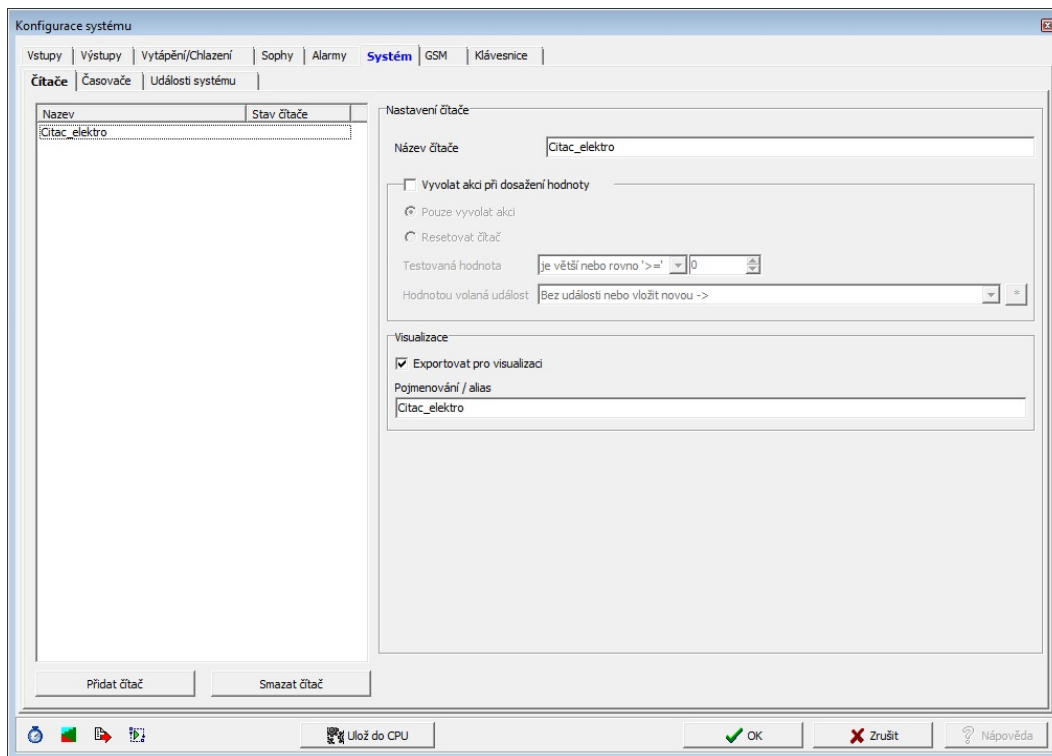 Konfigurace systému
Vstupy Výstupy Vytápění/Chlazení Sophy Alarmy Systém GSM Klávesnice
Čítače Časovače Události systému
Nazev Stav čítače
Citac_elektro
Nastavení čítače
Název čítače Citac_elektro
Vyvolat akci při dosažení hodnoty
Pouze vyvolat akci
Resetovat čítač
Testovaná hodnota je větší nebo rovno '>=' 0
Hodnotou volaná událost Bez události nebo vložit novou -> *
Visualizace
Exportovat pro visualizaci
Pojmenování / alias
Citac_elektro
Přidat čítač Smazat čítač
Ulož do CPU OK Zrušit Nápověda